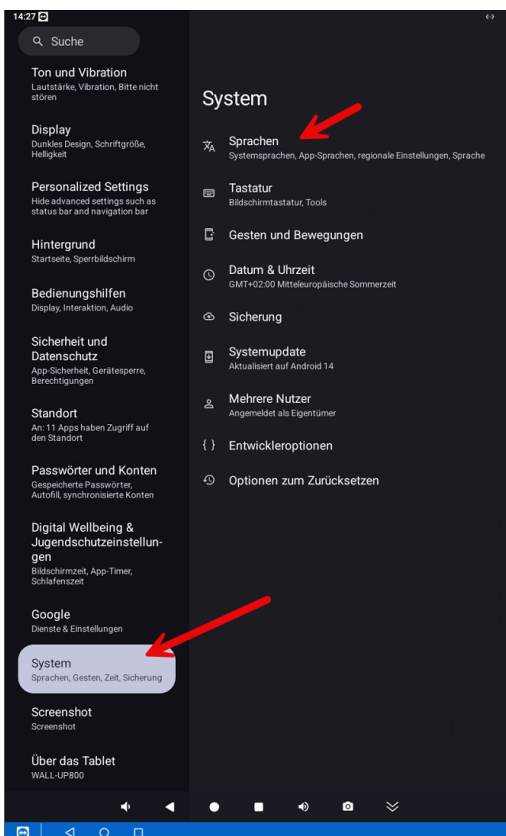 14:27
Suche
Ton und Vibration
Lautstärke, Vibration, Bitte nicht
stören
Display
Dunkles Design, Schriftgröße,
Helligkeit
Personalized Settings
Hide advanced settings such as
status bar and navigation bar
Hintergrund
Startseite, Sperrbildschirm
Bedienungshilfen
Display, Interaktion, Audio
Sicherheit und
Datenschutz
App-Sicherheit, Gerätesperre,
Berechtigungen
Standort
An: 11 Apps haben Zugriff auf
den Standort
Passwörter und Konten
Gespeicherte Passwörter,
Autofill, synchronisierte Konten
Digital Wellbeing &
Jugendschutzeinstellun-
gen
Bildschirmzeit, App-Timer,
Schlafenszeit
Google
Dienste & Einstellungen
System
Sprachen, Gesten, Zeit, Sicherung
Screenshot
Screenshot
Über das Tablet
WALL-UP800
System
Sprachen
Systemsprachen, App-Sprachen, regionale Einstellungen, Sprache
Tastatur
Bildschirmtastatur, Tools
Gesten und Bewegungen
Datum & Uhrzeit
GMT+02:00 Mitteleuropäische Sommerzeit
Sicherung
Systemupdate
Aktualisiert auf Android 14
Mehrere Nutzer
Angemeldet als Eigentümer
{ } Entwickleroptionen
Optionen zum Zurücksetzen